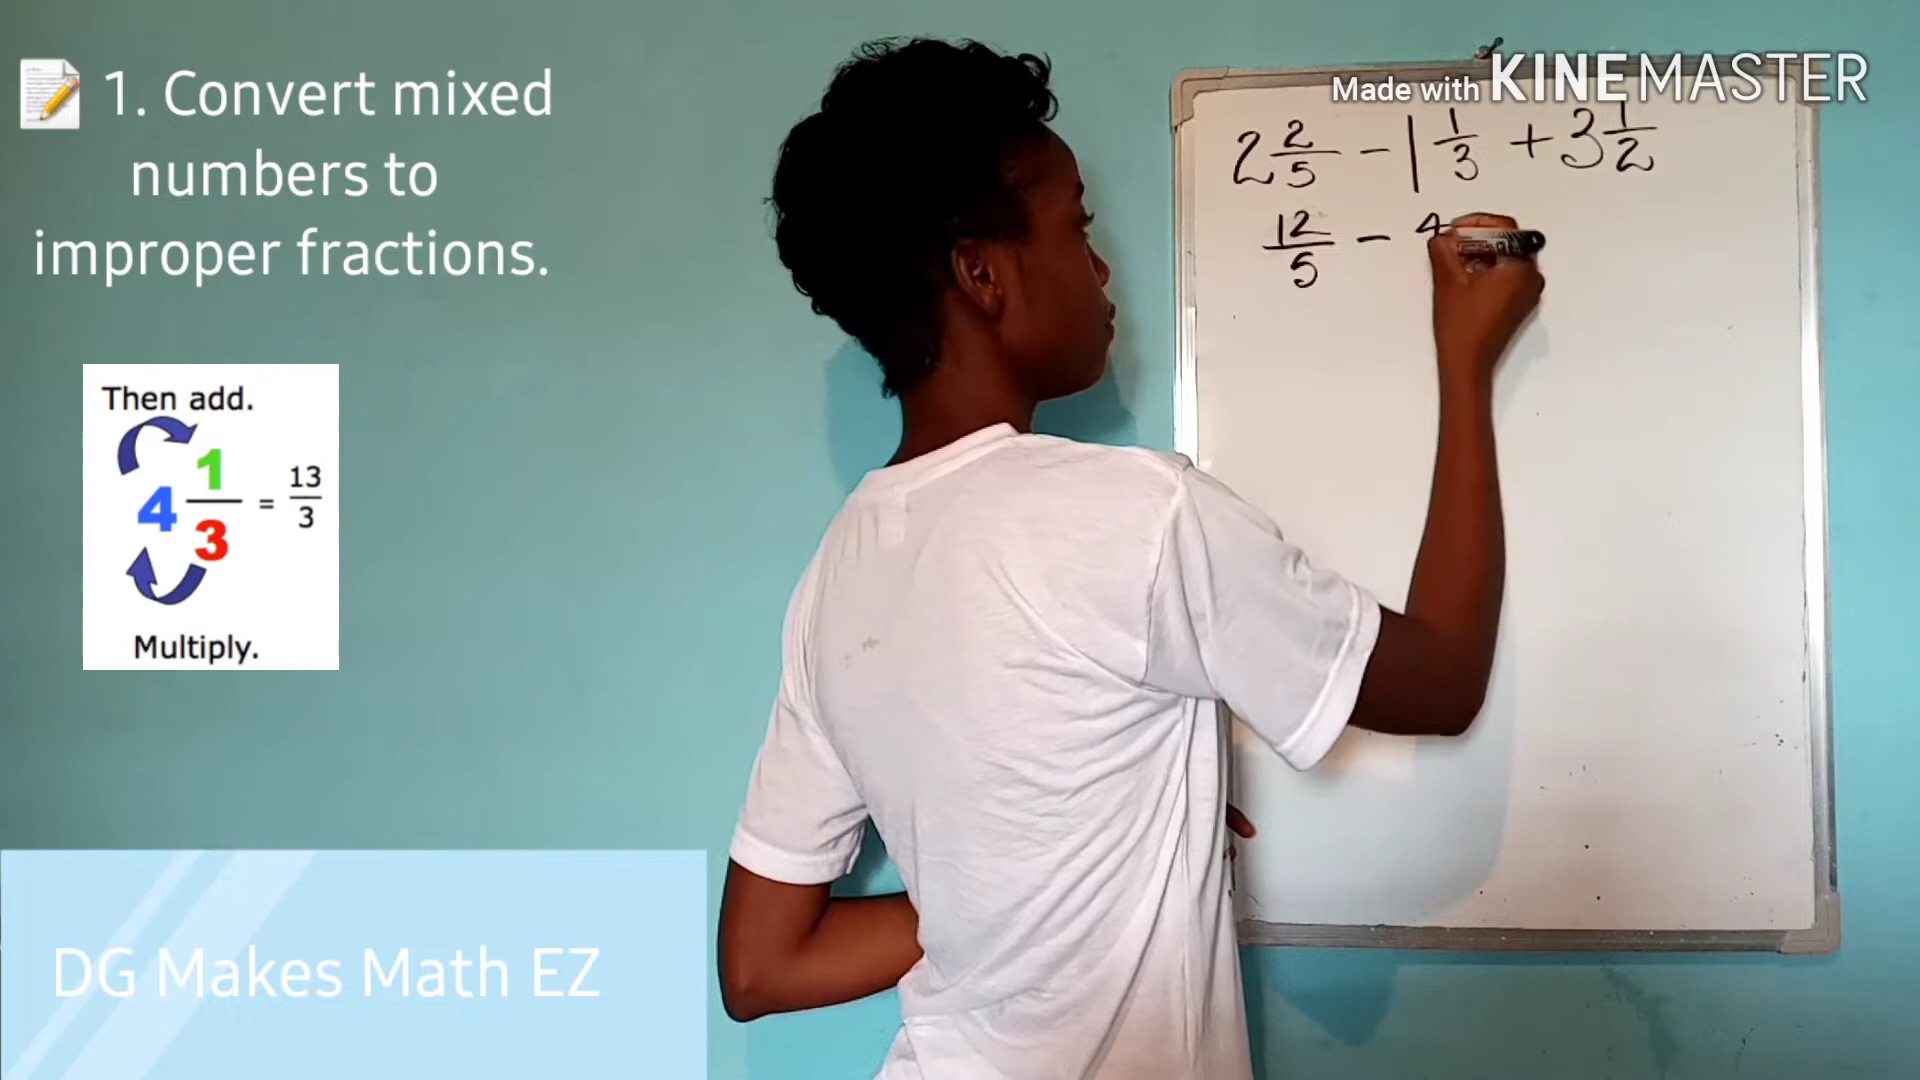 1. Convert mixed
numbers to
improper fractions.
Then add.
4 1/3 = 13/3
Multiply.
DG Makes Math EZ
Made with KINEMASTER
2 2/5 - 1 1/3 + 3 1/2
12/5 - 4